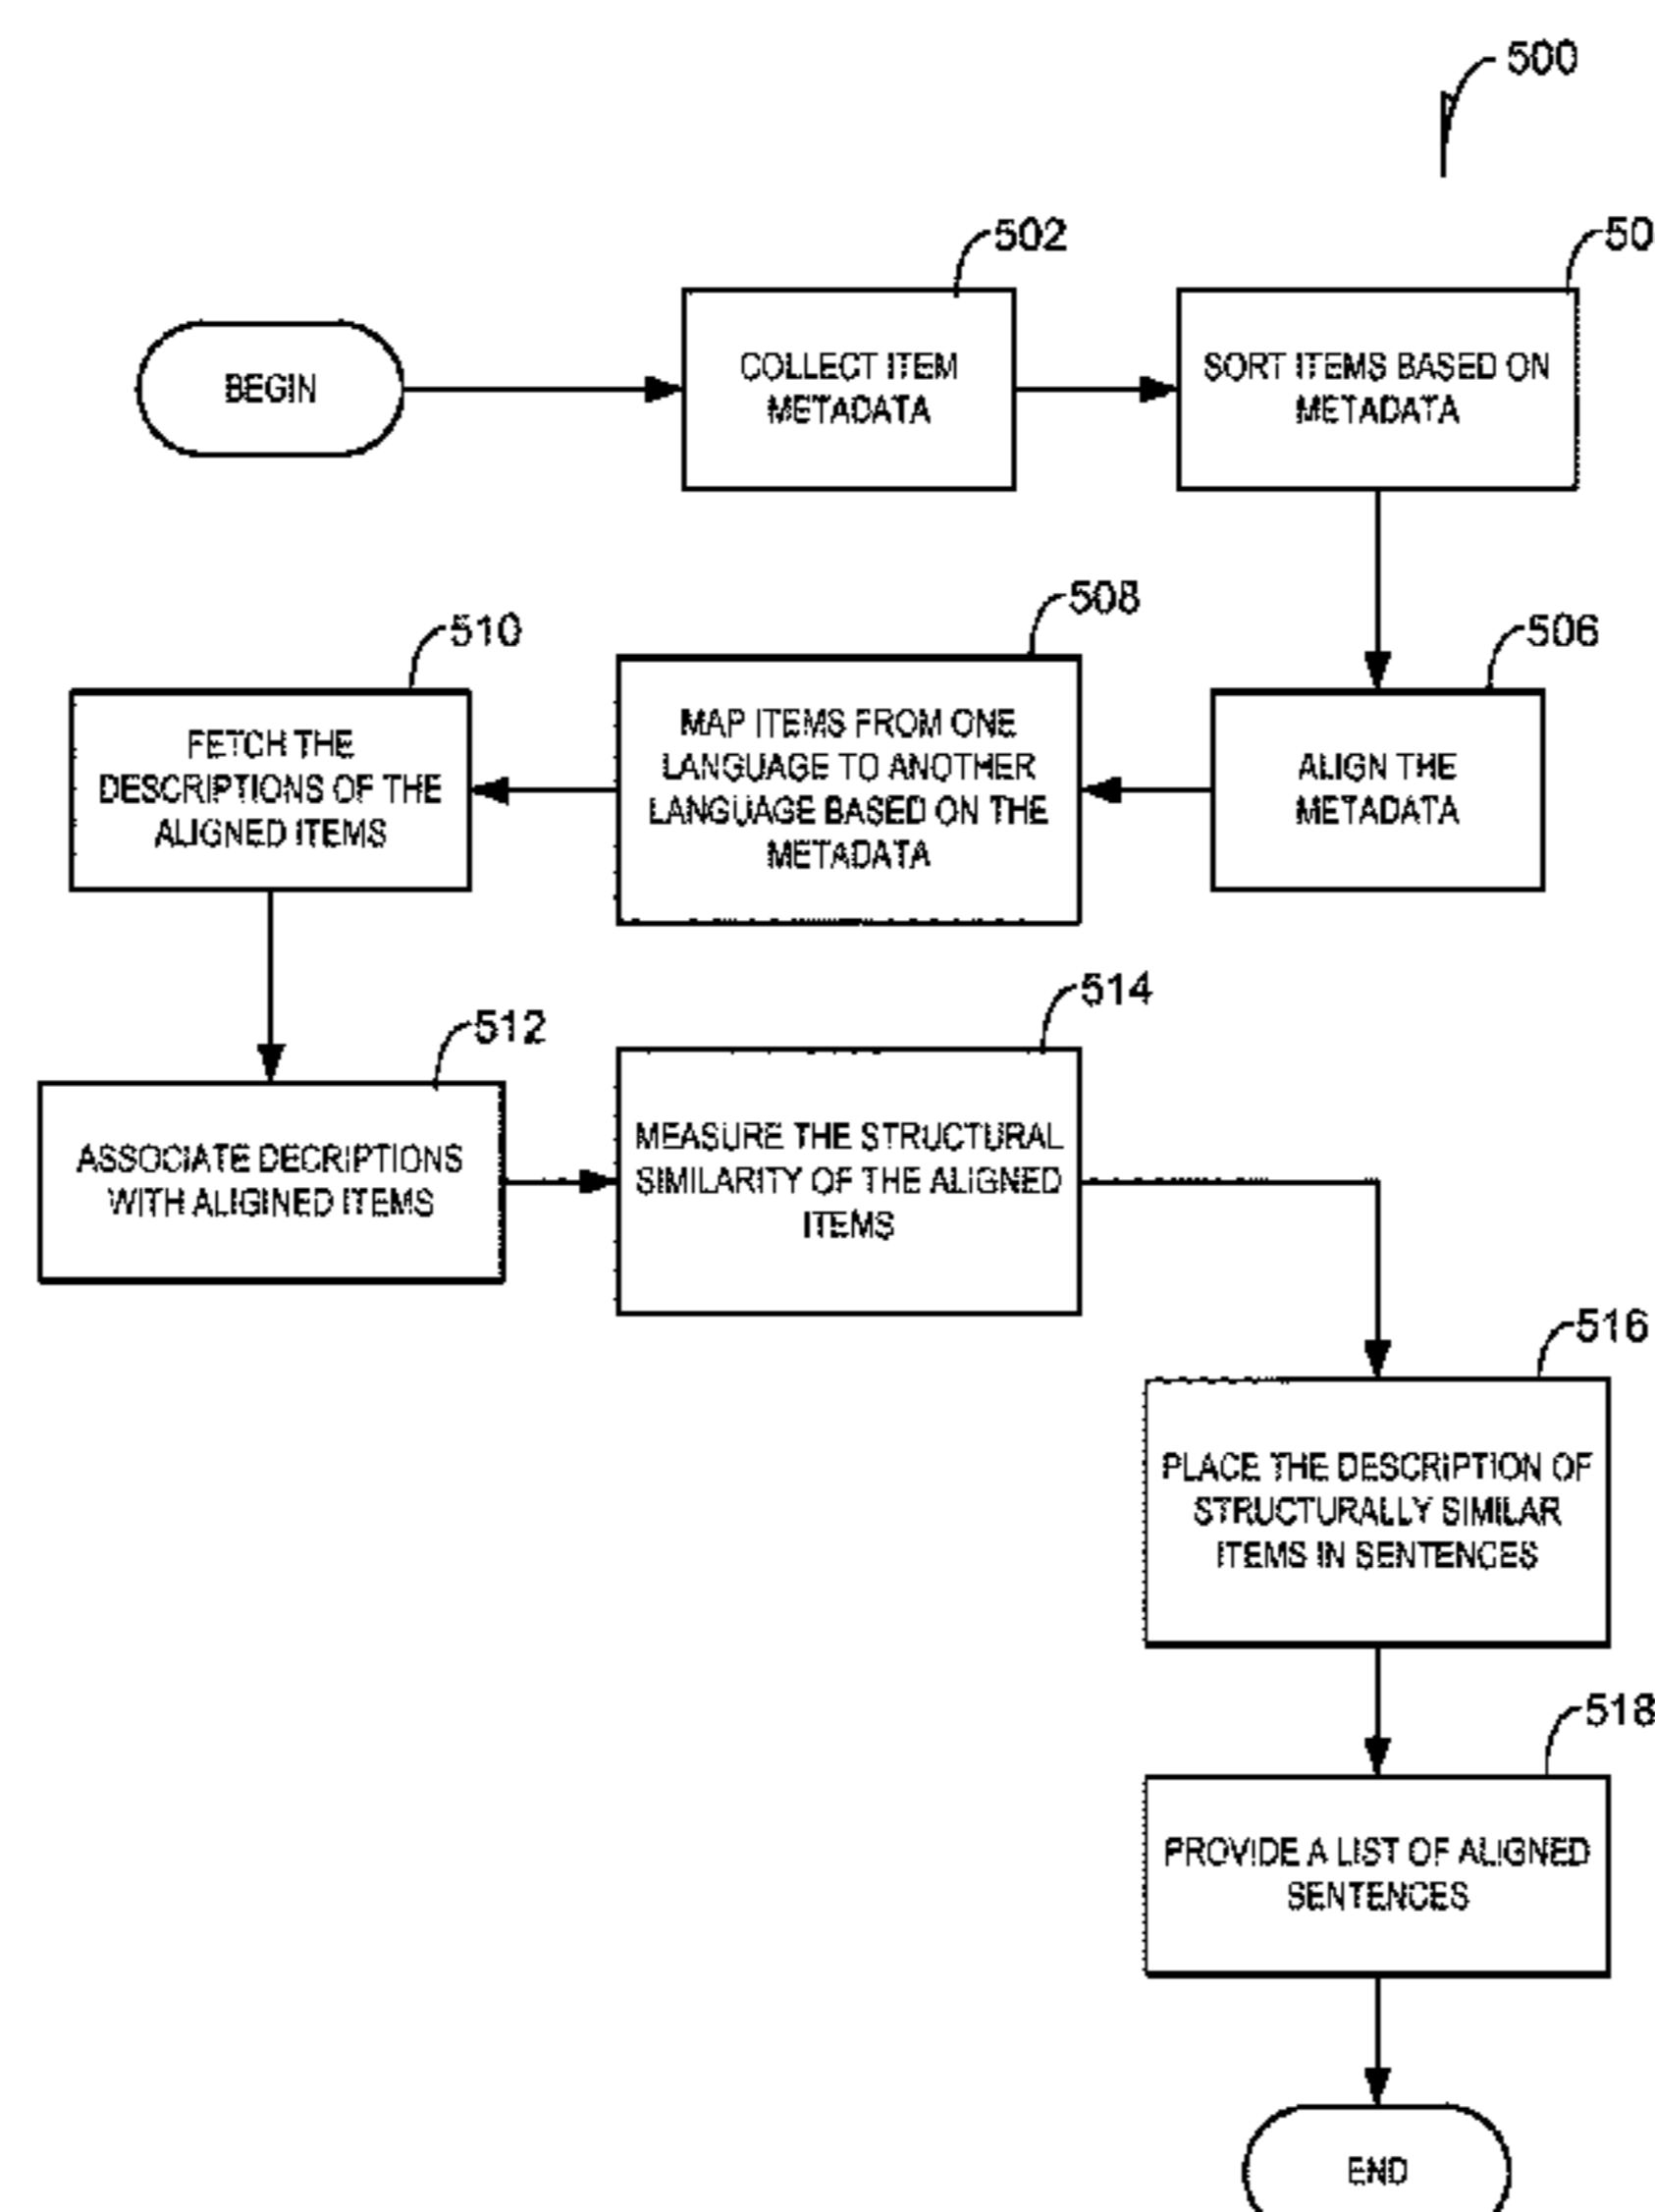 500
502
50
BEGIN
COLLECT ITEM
METADATA
SORT ITEMS BASED ON
METADATA
510
508
506
FETCH THE
DESCRIPTIONS OF THE
ALIGNED ITEMS
MAP ITEMS FROM ONE
LANGUAGE TO ANOTHER
LANGUAGE BASED ON THE
METADATA
ALIGN THE
METADATA
512
514
ASSOCIATE DECRIPTIONS
WITH ALIGINED ITEMS
MEASURE THE STRUCTURAL
SIMILARITY OF THE ALIGNED
ITEMS
516
PLACE THE DESCRIPTION OF
STRUCTURALLY SIMILAR
ITEMS IN SENTENCES
518
PROVIDE A LIST OF ALIGNED
SENTENCES
END